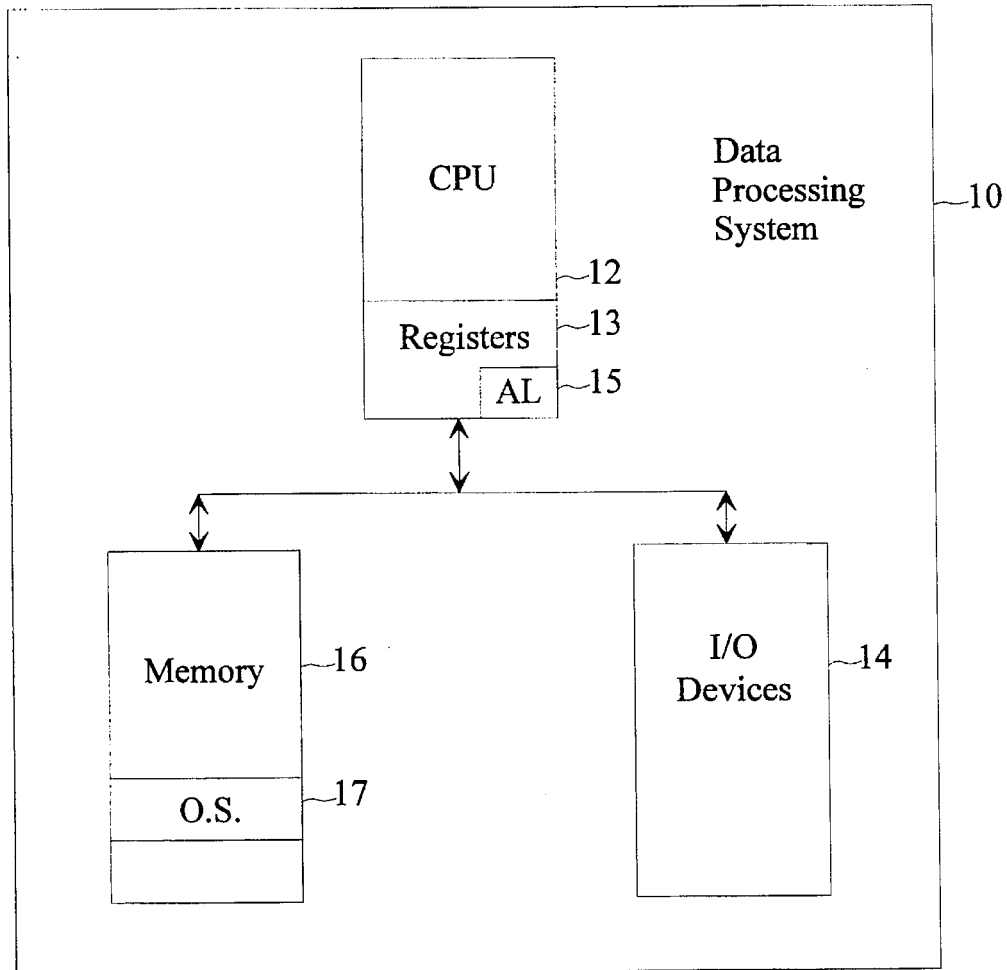 CPU
Data
Processing
System
10
12
Registers
13
AL
15
Memory
16
I/O
Devices
14
O.S.
17